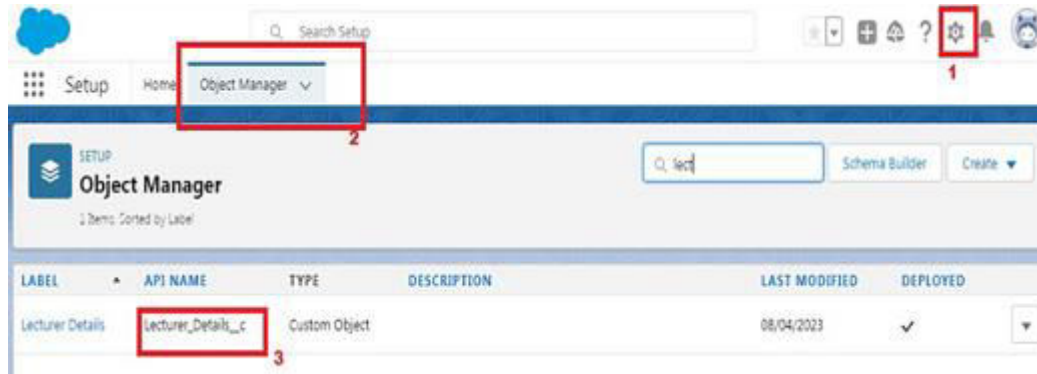 Search Setup
1
Setup
Home
Object Manager
2
SETUP
Object Manager
1 Items, Sorted by Label
lect
Schema Builder
Create
LABEL API NAME TYPE DESCRIPTION LAST MODIFIED DEPLOYED
Lecturer Details Lecturer_Details__c Custom Object 08/04/2023
3